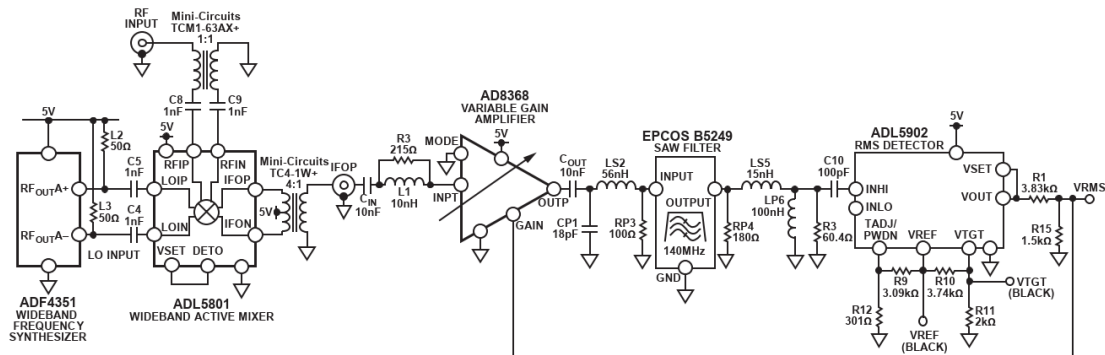 RF
INPUT
Mini-Circuits
TCM1-63AX+
1:1
C8
1nF
C9
1nF
5V
L2
50Ω
C5
1nF
RFOUTA+
L3
50Ω
C4
1nF
RFOUTA–
LO INPUT
ADF4351
WIDEBAND
FREQUENCY
SYNTHESIZER
5V
RFIP
RFIN
LOIP
IFOP
LOIN
IFON
VSET
DETO
ADL5801
WIDEBAND ACTIVE MIXER
Mini-Circuits
TC4-1W+
4:1
5V
IFOP
CIN
10nF
R3
215Ω
L1
10nH
AD8368
VARIABLE GAIN
AMPLIFIER
5V
MODE
INPT
OUTP
GAIN
COUT
10nF
CP1
18pF
LS2
56nH
RP3
100Ω
EPCOS B5249
SAW FILTER
INPUT
OUTPUT
140MHz
GND
RP4
180Ω
LS5
15nH
LP6
100nH
C10
100pF
R3
60.4Ω
ADL5902
RMS DETECTOR
5V
INHI
INLO
VSET
VOUT
TADJ/
PWDN
VREF
VTGT
R1
3.83kΩ
VRMS
R15
1.5kΩ
R9
3.09kΩ
R10
3.74kΩ
R12
301Ω
VREF
(BLACK)
R11
2kΩ
VTGT
(BLACK)